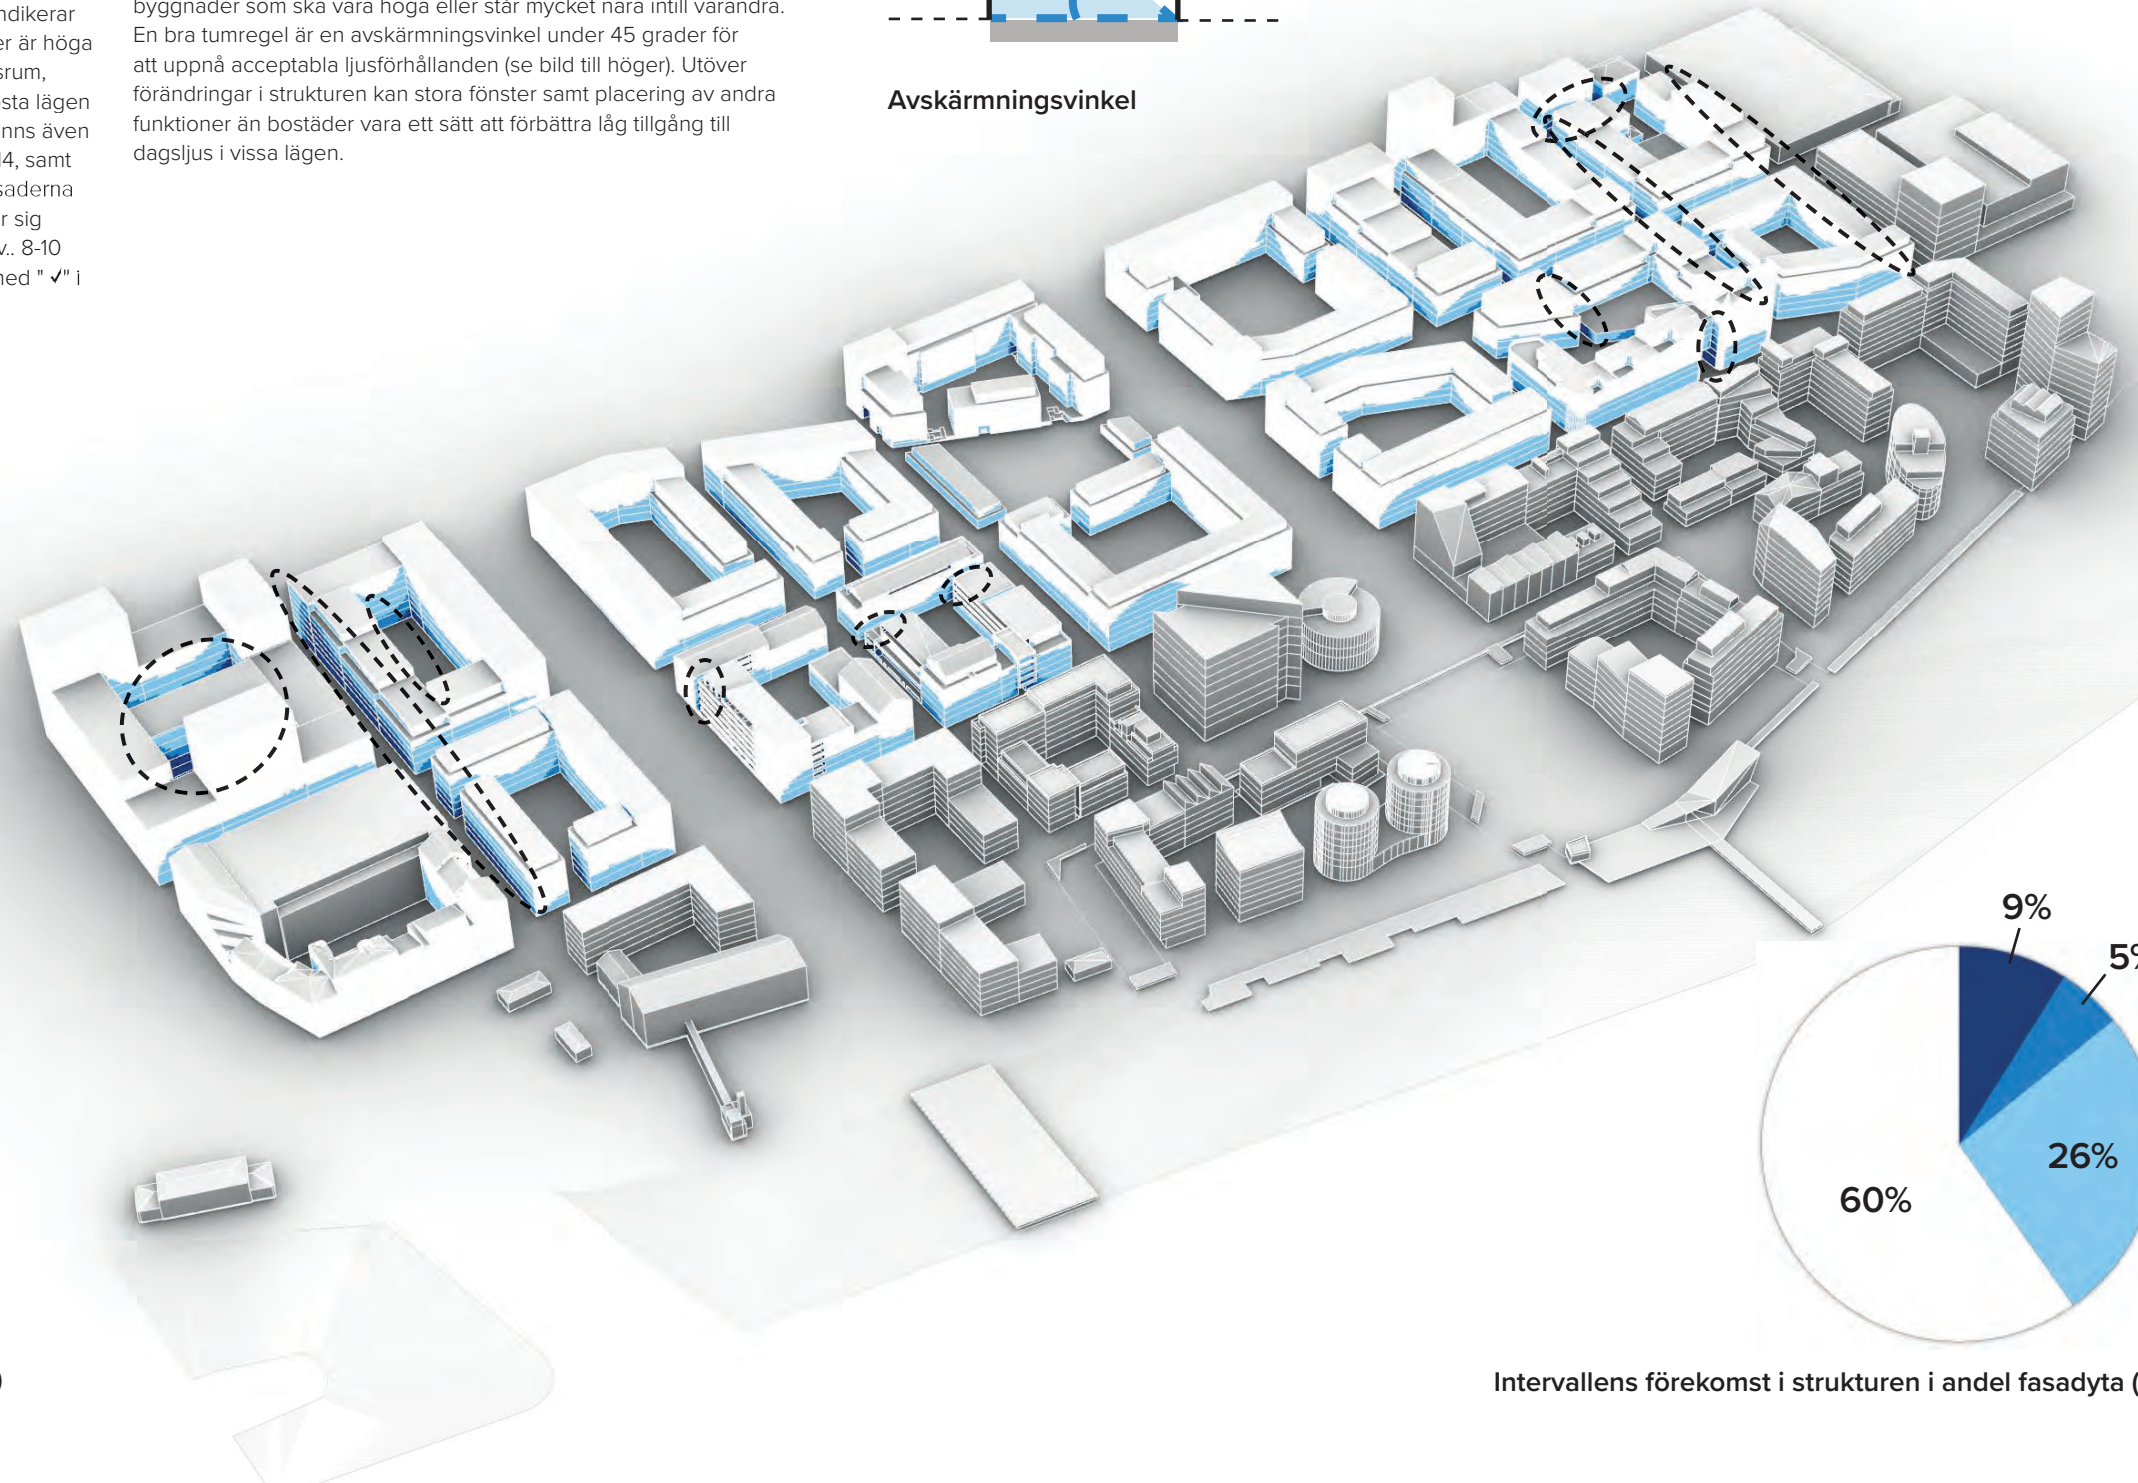 ndikerar
er är höga
srum,
osta lägen
nns även
14, samt
saderna
r sig
v.. 8-10
ned " ✓" i
byggnader som ska vara höga eller står mycket nära intill varandra.
En bra tumregel är en avskärmningsvinkel under 45 grader för
att uppnå acceptabla ljusförhållanden (se bild till höger). Utöver
förändringar i strukturen kan stora fönster samt placering av andra
funktioner än bostäder vara ett sätt att förbättra låg tillgång till
dagsljus i vissa lägen.
Avskärmningsvinkel
9%
5%
26%
60%
)
Intervallens förekomst i strukturen i andel fasadyta (